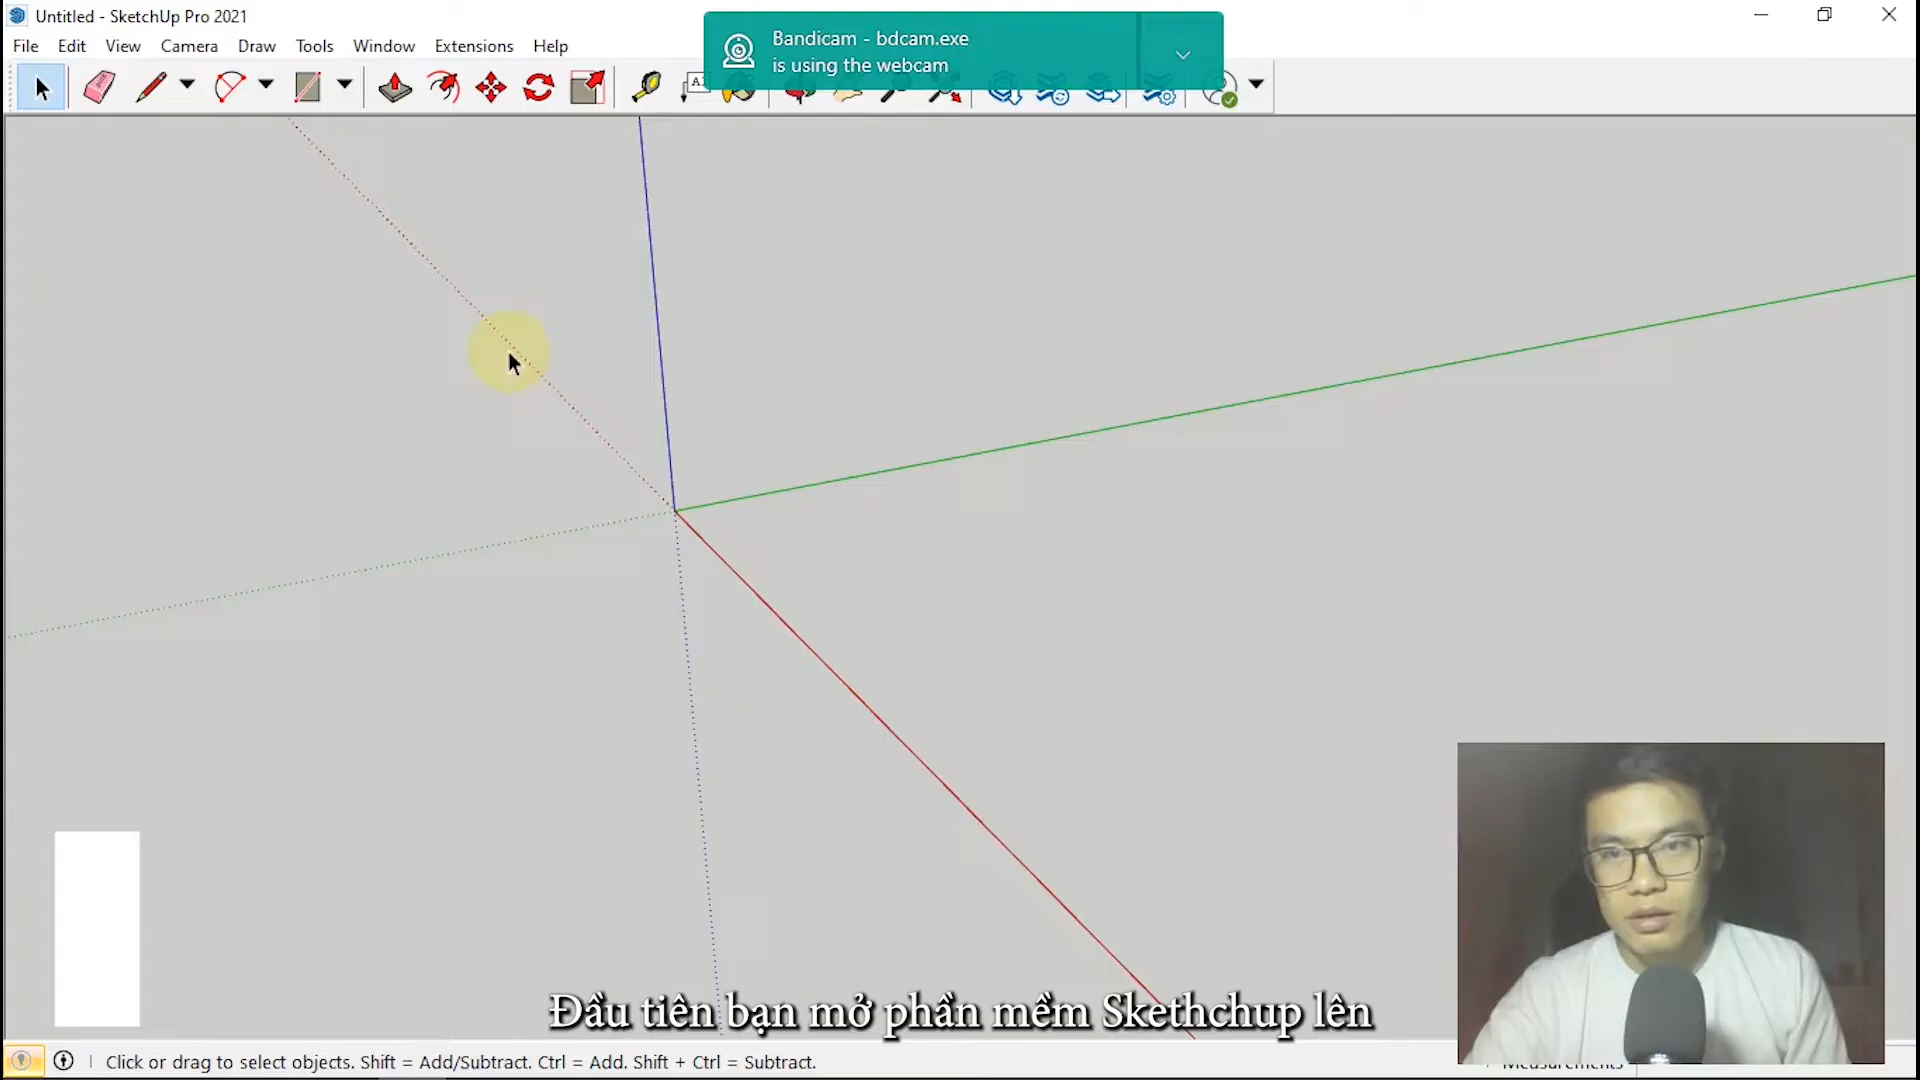 Untitled - SketchUp Pro 2021
File Edit View Camera Draw Tools Window Extensions Help
Bandicam - bdcam.exe
is using the webcam
A1
Đầu tiên bạn mở phần mềm Skethchup lên
Click or drag to select objects. Shift = Add/Subtract. Ctrl = Add. Shift + Ctrl = Subtract.
Measurements